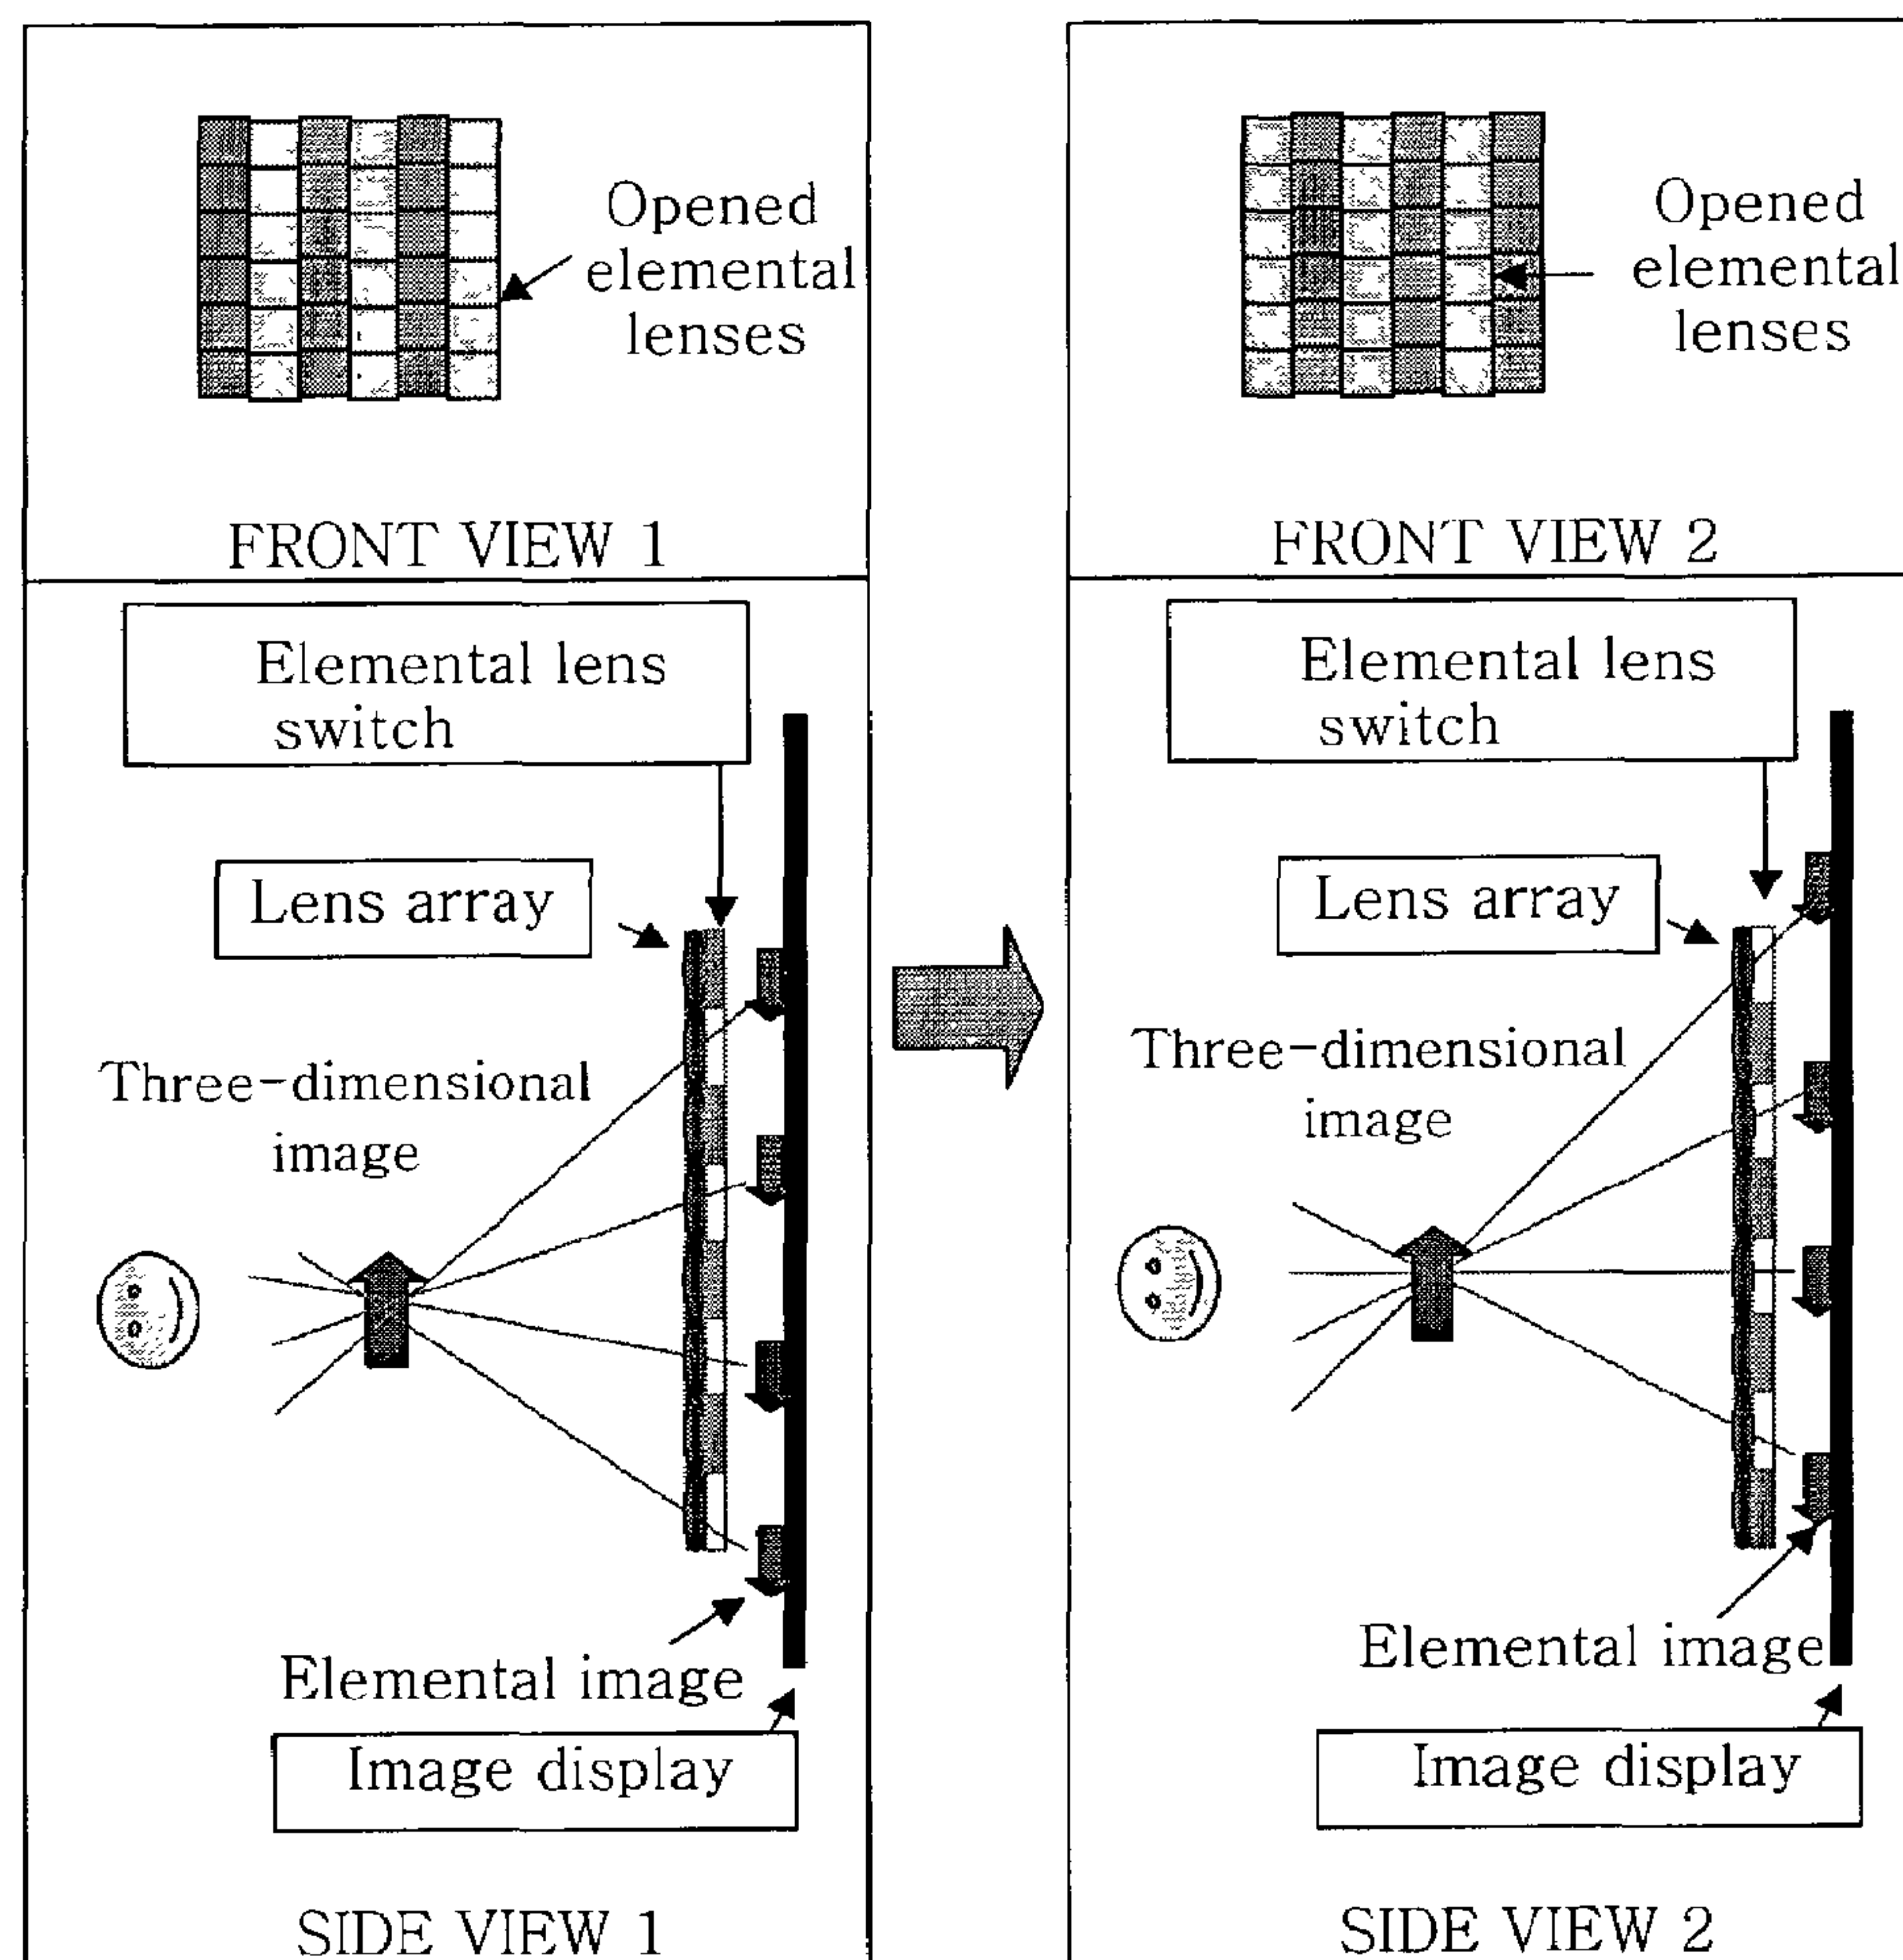 Opened
elemental
lenses
FRONT VIEW 1
Elemental lens
switch
Lens array
Three-dimensional
image
Elemental image
Image display
SIDE VIEW 1
Opened
elemental
lenses
FRONT VIEW 2
Elemental lens
switch
Lens array
Three-dimensional
image
Elemental image
Image display
SIDE VIEW 2